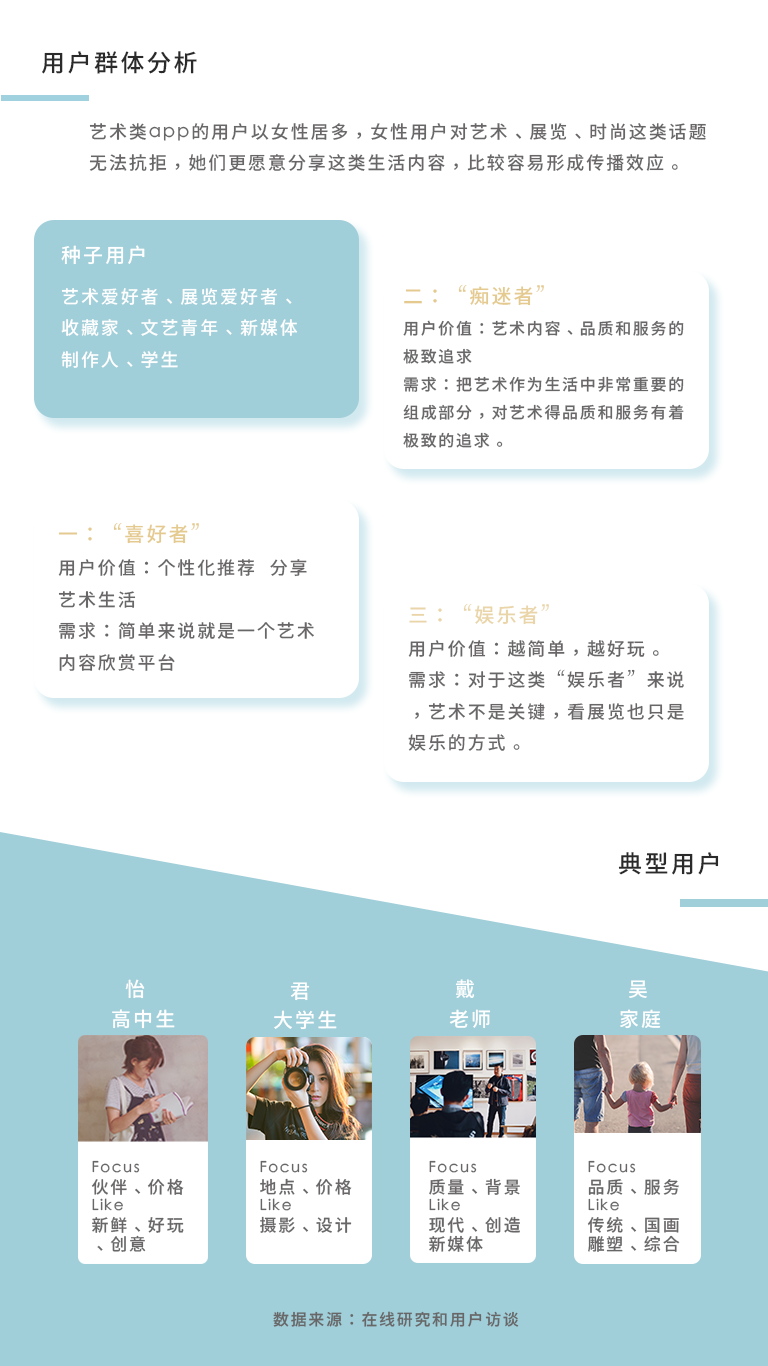 用户群体分析
艺术类app的用户以女性居多，女性用户对艺术、展览、时尚这类话题
无法抗拒，她们更愿意分享这类生活内容，比较容易形成传播效应。
种子用户
艺术爱好者、展览爱好者、
收藏家、文艺青年、新媒体
制作人、学生
二：“痴迷者”
用户价值：艺术内容、品质和服务的
极致追求
需求：把艺术作为生活中非常重要的
组成部分，对艺术得品质和服务有着
极致的追求。
一：“喜好者”
用户价值：个性化推荐 分享
艺术生活
需求：简单来说就是一个艺术
内容欣赏平台
三：“娱乐者”
用户价值：越简单，越好玩。
需求：对于这类“娱乐者”来说
，艺术不是关键，看展览也只是
娱乐的方式。
典型用户
怡
高中生
Focus
伙伴、价格
Like
新鲜、好玩
、创意
君
大学生
Focus
地点、价格
Like
摄影、设计
戴
老师
Focus
质量、背景
Like
现代、创造
新媒体
吴
家庭
Focus
品质、服务
Like
传统、国画
雕塑、综合
数据来源：在线研究和用户访谈